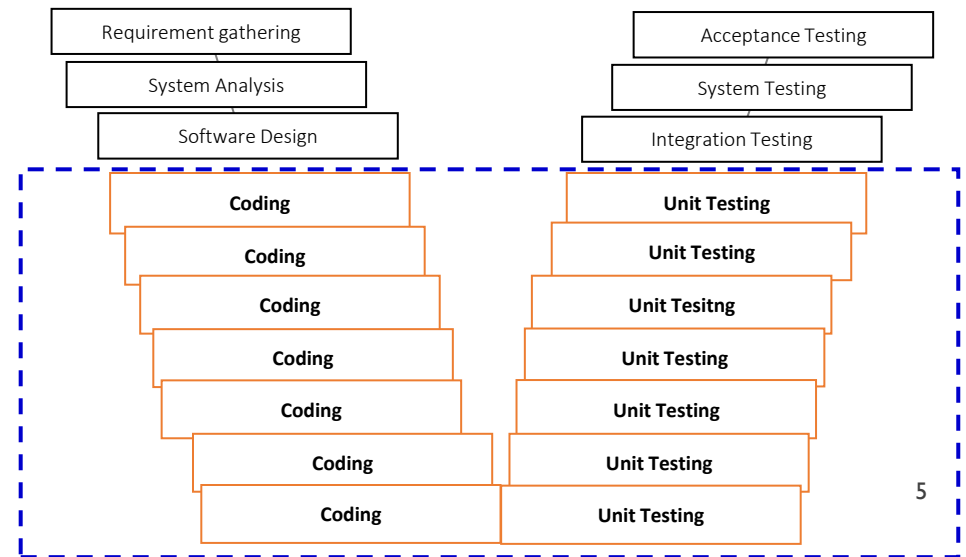 Requirement gathering
Acceptance Testing
System Analysis
System Testing
Software Design
Integration Testing
Coding
Unit Testing
Coding
Unit Testing
Coding
Unit Tesitng
Coding
Unit Testing
Coding
Unit Testing
Coding
Unit Testing
Coding
Unit Testing
5